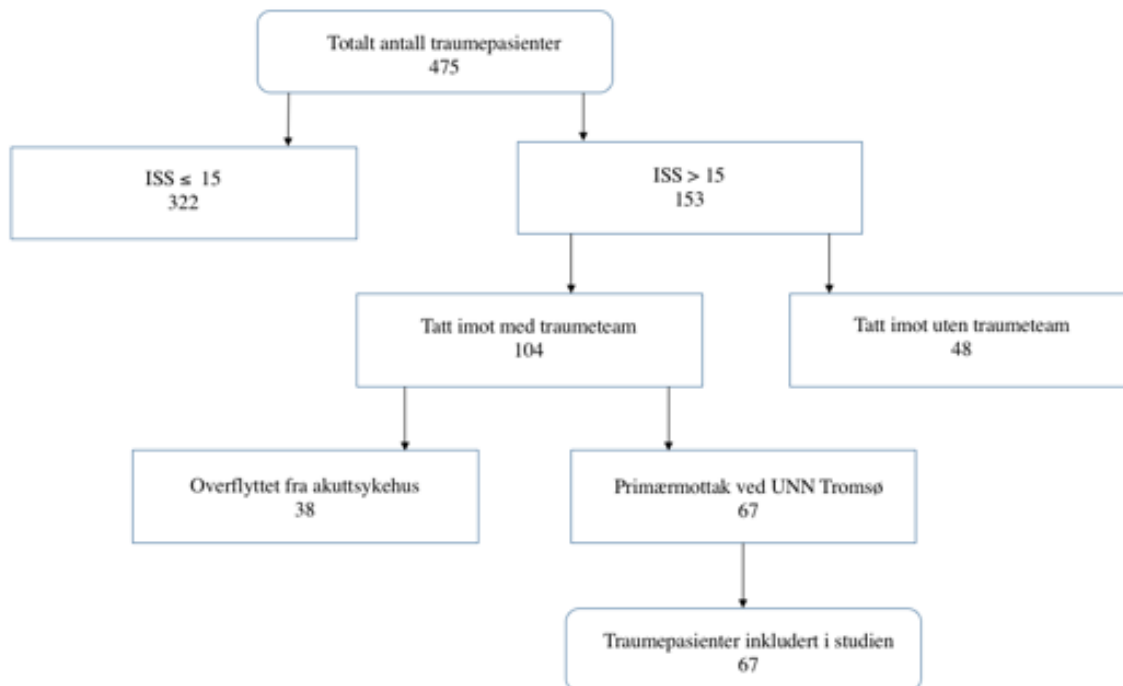 Totalt antall traumepasienter
475
ISS ≤ 15
322
ISS > 15
153
Tatt imot med traumeteam
104
Tatt imot uten traumeteam
48
Overflyttet fra akuttsykehus
38
Primærmottak ved UNN Tromsø
67
Traumepasienter inkludert i studien
67